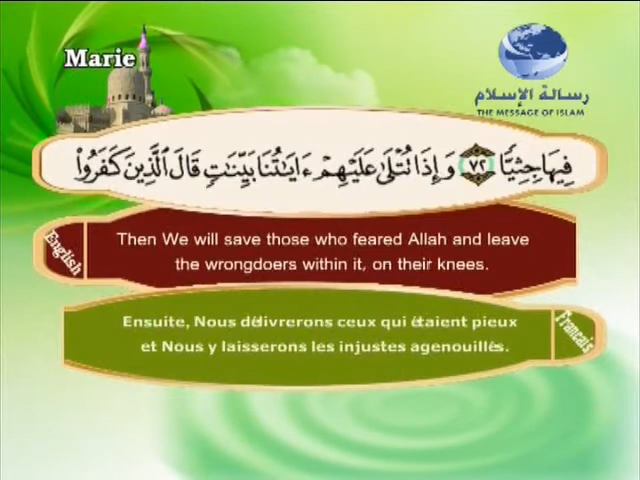 Marie
رسالة الإسلام
THE MESSAGE OF ISLAM
فِيهَا جِثِيًّا ٧٢ وَإِذَا تُتْلَىٰ عَلَيْهِمْ ءَايَٰتُنَا بَيِّنَٰتٍ قَالَ ٱلَّذِينَ كَفَرُوا۟
English
Then We will save those who feared Allah and leave
the wrongdoers within it, on their knees.
Ensuite, Nous délivrerons ceux qui étaient pieux
et Nous y laisserons les injustes agenouillés.
Francais